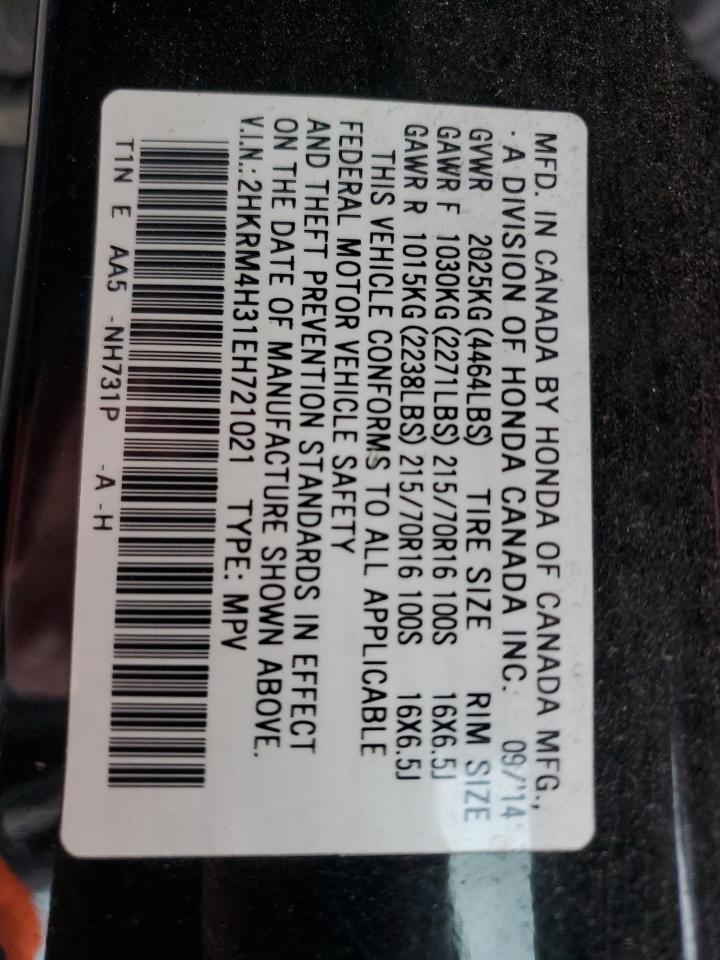 MFD. IN CANADA BY HONDA OF CANADA MFG.,
. A DIVISION OF HONDA CANADA INC. 09/'14
GVWR 2025KG (4464LBS) TIRE SIZE RIM SIZE
GAWR F 1030KG (2271LBS) 215/70R16 100S 16X6.5J
GAWR R 1015KG (2238LBS) 215/70R16 100S 16X6.5J
THIS VEHICLE CONFORMS TO ALL APPLICABLE
FEDERAL MOTOR VEHICLE SAFETY
AND THEFT PREVENTION STANDARDS IN EFFECT
ON THE DATE OF MANUFACTURE SHOWN ABOVE.
V.I.N.: 2HKRM4H31EH721021 TYPE: MPV
T1N E AA5 -NH731P -A -H